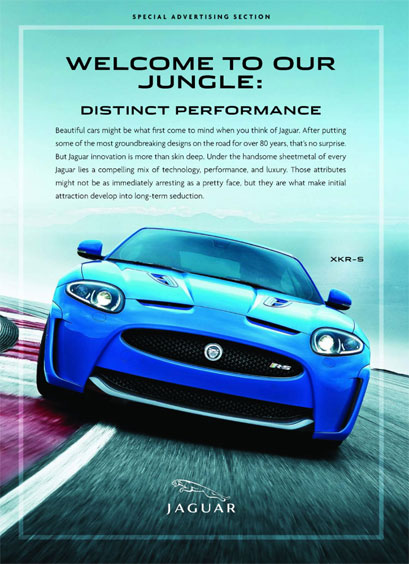 SPECIAL ADVERTISING SECTION
WELCOME TO OUR
JUNGLE:
DISTINCT PERFORMANCE
Beautiful cars might be what first come to mind when you think of Jaguar. After putting
some of the most groundbreaking designs on the road for over 80 years, that's no surprise.
But Jaguar innovation is more than skin deep. Under the handsome sheetmetal of every
Jaguar lies a compelling mix of technology, performance, and luxury. Those attributes
might not be as immediately arresting as a pretty face, but they are what make initial
attraction develop into long-term seduction.
XKR-S
R-S
JAGUAR